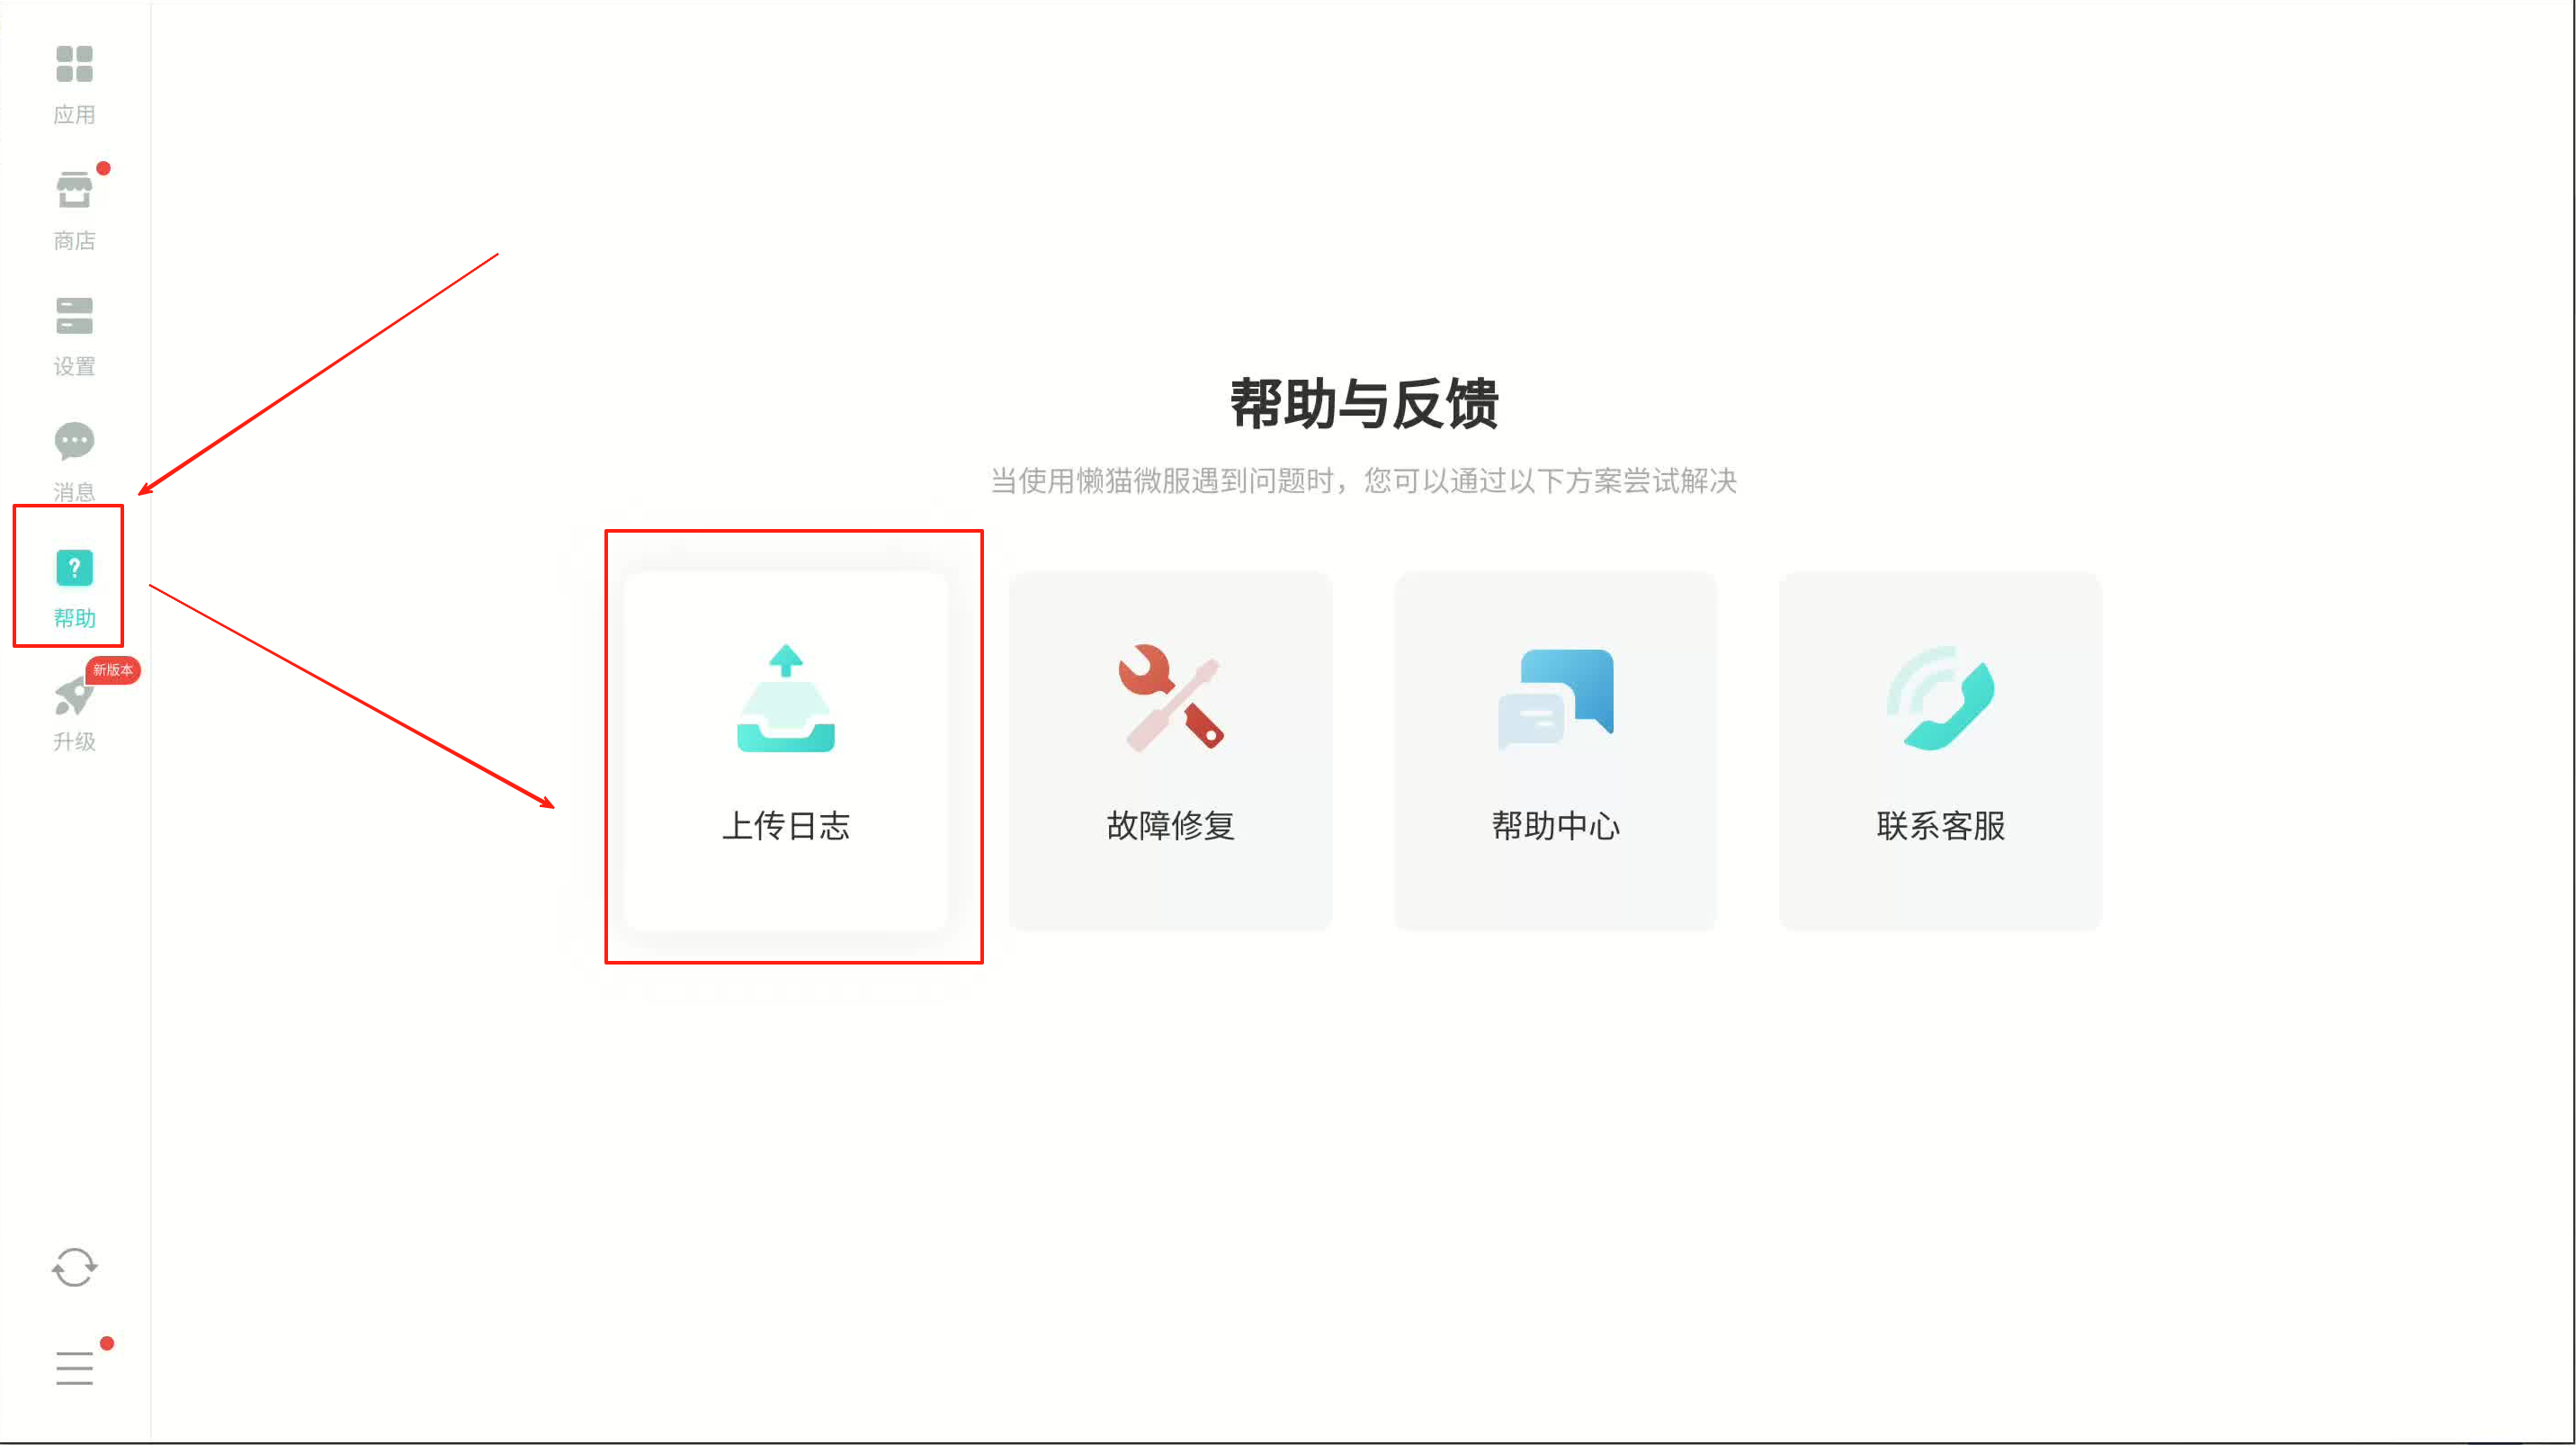 应用
商店
设置
消息
?
帮助
新版本
升级
帮助与反馈
当使用懒猫微服遇到问题时，您可以通过以下方案尝试解决
上传日志
故障修复
帮助中心
联系客服